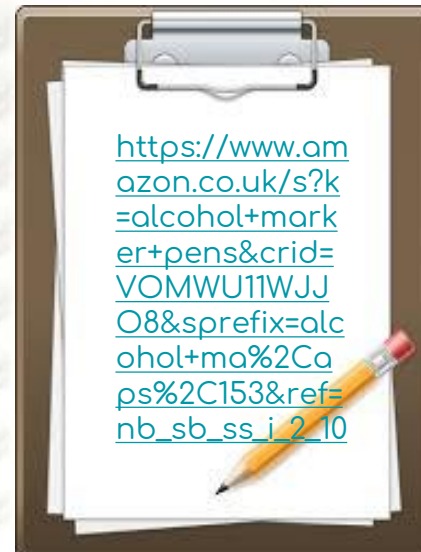 https://www.am
azon.co.uk/s?k
=alcohol+mark
er+pens&crid=
VOMWU11WJJ
O8&sprefix=alc
ohol+ma%2Ca
ps%2C153&ref=
nb_sb_ss_i_2_10